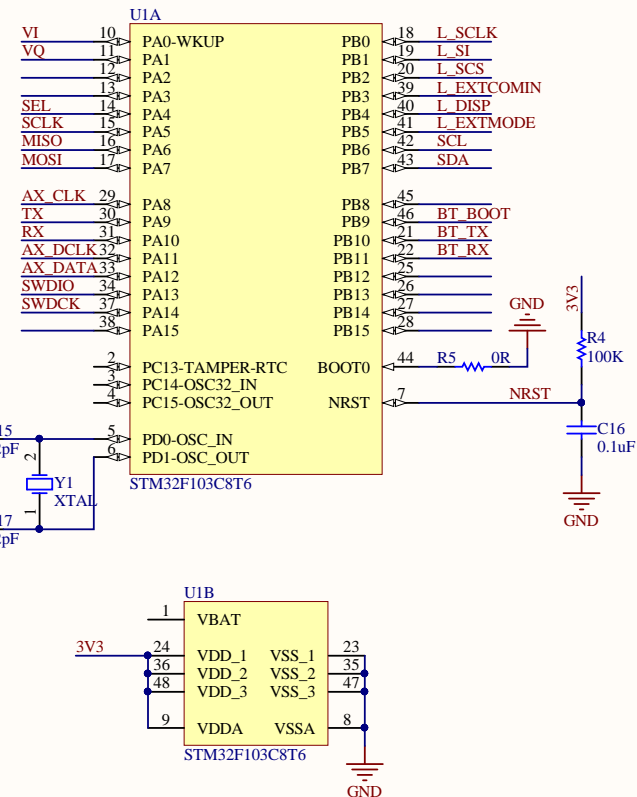 U1A
VI 10 PA0-WKUP PB0 18 L_SCLK
VQ 11 PA1 PB1 19 L_SI
12 PA2 PB2 20 L_SCS
13 PA3 PB3 39 L_EXTCOMIN
SEL 14 PA4 PB4 40 L_DISP
SCLK 15 PA5 PB5 41 L_EXTMODE
MISO 16 PA6 PB6 42 SCL
MOSI 17 PA7 PB7 43 SDA
AX_CLK 29 PA8 PB8 45
TX 30 PA9 PB9 46 BT_BOOT
RX 31 PA10 PB10 21 BT_TX
AX_DCLK 32 PA11 PB11 22 BT_RX
AX_DATA 33 PA12 PB12 25
SWDIO 34 PA13 PB13 26
SWDCK 37 PA14 PB14 27
38 PA15 PB15 28
GND
3V3
R4
100K
2 PC13-TAMPER-RTC BOOT0 44 R5 0R
3 PC14-OSC32_IN
4 PC15-OSC32_OUT NRST 7 NRST
15
pF
5 PD0-OSC_IN
6 PD1-OSC_OUT
C16
0.1uF
2
Y1
XTAL
1
STM32F103C8T6
GND
17
pF
U1B
1 VBAT
3V3 24 VDD_1 VSS_1 23
36 VDD_2 VSS_2 35
48 VDD_3 VSS_3 47
9 VDDA VSSA 8
STM32F103C8T6
GND